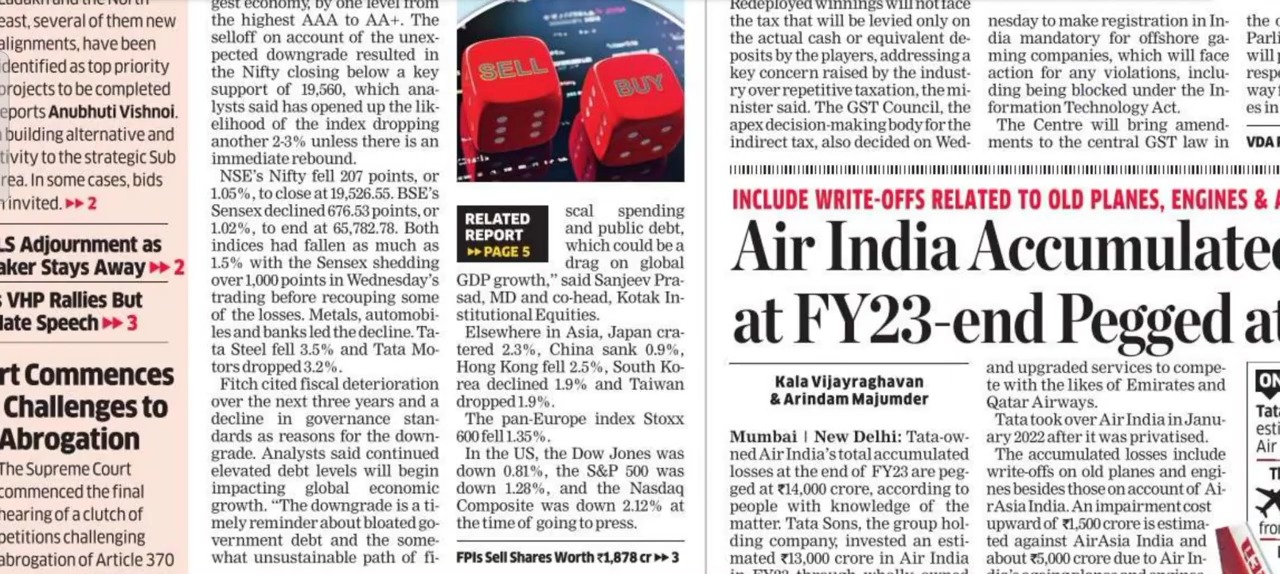 east, several of them new
alignments, have been
identified as top priority
projects to be completed
reports Anubhuti Vishnoi.
building alternative and
to the strategic Sub
In some cases, bids
invited. ▸▸ 2
LS Adjournment as
Stays Away ▸▸ 2
VHP Rallies But
Speech ▸▸ 3
Commences
Challenges to
Abrogation
The Supreme Court
commenced the final
hearing of a clutch of
petitions challenging
abrogation of Article 370
gest economy, by one level from
the highest AAA to AA+. The
selloff on account of the unex-
pected downgrade resulted in
the Nifty closing below a key
support of 19,560, which ana-
lysts said has opened up the lik-
elihood of the index dropping
another 2-3% unless there is an
immediate rebound.
NSE’s Nifty fell 207 points, or
1.05%, to close at 19,526.55. BSE’s
Sensex declined 676.53 points, or
1.02%, to end at 65,782.78. Both
indices had fallen as much as
1.5% with the Sensex shedding
over 1,000 points in Wednesday’s
trading before recouping some
of the losses. Metals, automobi-
les and banks led the decline. Ta-
ta Steel fell 3.5% and Tata Mo-
tors dropped 3.2%.
Fitch cited fiscal deterioration
over the next three years and a
decline in governance stan-
dards as reasons for the down-
grade. Analysts said continued
elevated debt levels will begin
impacting global economic
growth. “The downgrade is a ti-
mely reminder about bloated go-
vernment debt and the some-
what unsustainable path of fi-
SELL
BUY
RELATED
REPORT
▸▸ PAGE 5
scal spending
and public debt,
which could be a
drag on global
GDP growth,” said Sanjeev Pra-
sad, MD and co-head, Kotak In-
stitutional Equities.
Elsewhere in Asia, Japan cra-
tered 2.3%, China sank 0.9%,
Hong Kong fell 2.5%, South Ko-
rea declined 1.9% and Taiwan
dropped 1.9%.
The pan-Europe index Stoxx
600 fell 1.35%.
In the US, the Dow Jones was
down 0.81%, the S&P 500 was
down 1.28%, and the Nasdaq
Composite was down 2.12% at
the time of going to press.
FPIs Sell Shares Worth ₹1,878 cr ▸▸ 3
Redeployed winnings will not face
the tax that will be levied only on
the actual cash or equivalent de-
posits by the players, addressing a
key concern raised by the indust-
ry over repetitive taxation, the mi-
nister said. The GST Council, the
apex decision-making body for the
indirect tax, also decided on Wed-
nesday to make registration in In-
dia mandatory for offshore ga-
ming companies, which will face
action for any violations, inclu-
ding being blocked under the In-
formation Technology Act.
The Centre will bring amend-
ments to the central GST law in
the
Parli
will
resp
way
es in
VDA
INCLUDE WRITE-OFFS RELATED TO OLD PLANES, ENGINES &
Air India Accumulated
at FY23-end Pegged at
Kala Vijayraghavan
& Arindam Majumder
Mumbai | New Delhi: Tata-ow-
ned Air India’s total accumulated
losses at the end of FY23 are peg-
ged at ₹14,000 crore, according to
people with knowledge of the
matter. Tata Sons, the group hol-
ding company, invested an esti-
mated ₹13,000 crore in Air India
in FY23 through wholly owned
and upgraded services to compe-
te with the likes of Emirates and
Qatar Airways.
Tata took over Air India in Janu-
ary 2022 after it was privatised.
The accumulated losses include
write-offs on old planes and engi-
nes besides those on account of Ai-
rAsia India. An impairment cost
upward of ₹1,500 crore is estima-
ted against AirAsia India and
about ₹5,000 crore due to Air In-
dia’s ageing planes and engines
ON
Tata
esti
Air
T
fro